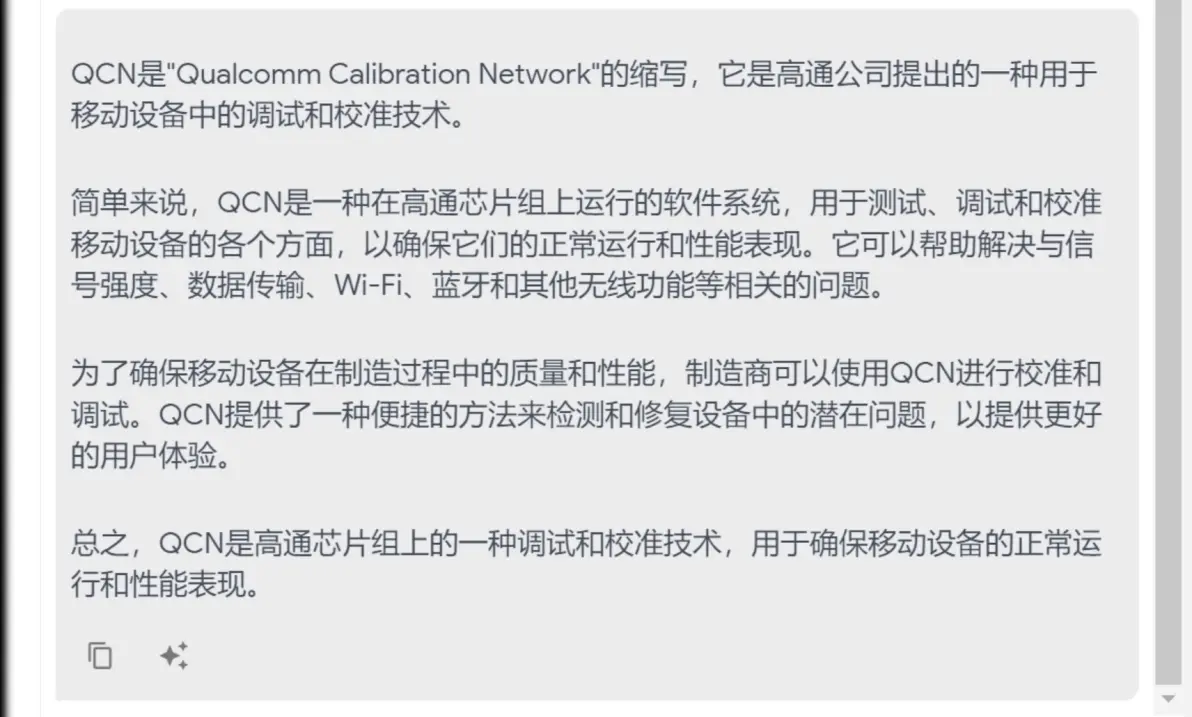 QCN是"Qualcomm Calibration Network"的缩写，它是高通公司提出的一种用于
移动设备中的调试和校准技术。
简单来说，QCN是一种在高通芯片组上运行的软件系统，用于测试、调试和校准
移动设备的各个方面，以确保它们的正常运行和性能表现。它可以帮助解决与信
号强度、数据传输、Wi-Fi、蓝牙和其他无线功能等相关的问题。
为了确保移动设备在制造过程中的质量和性能，制造商可以使用QCN进行校准和
调试。QCN提供了一种便捷的方法来检测和修复设备中的潜在问题，以提供更好
的用户体验。
总之，QCN是高通芯片组上的一种调试和校准技术，用于确保移动设备的正常运
行和性能表现。